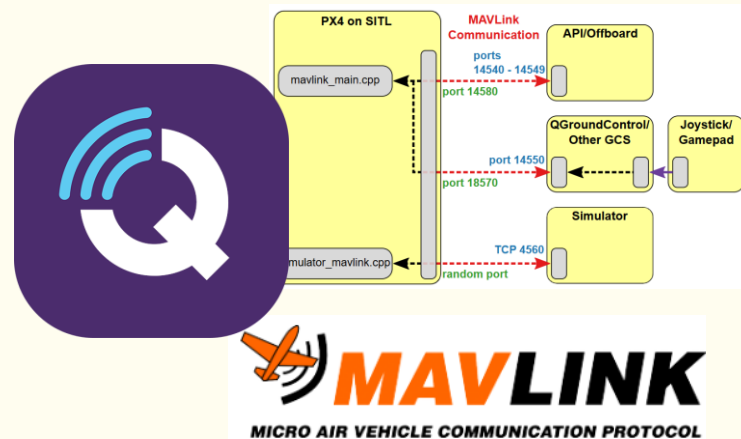 PX4 on SITL
MAVLink
Communication
API/Offboard
mavlink_main.cpp
ports
14540 - 14549
port 14580
QGroundControl/
Other GCS
Joystick/
Gamepad
port 14550
port 18570
Simulator
mulator_mavlink.cpp
TCP 4560
random port
MAVLINK
MICRO AIR VEHICLE COMMUNICATION PROTOCOL